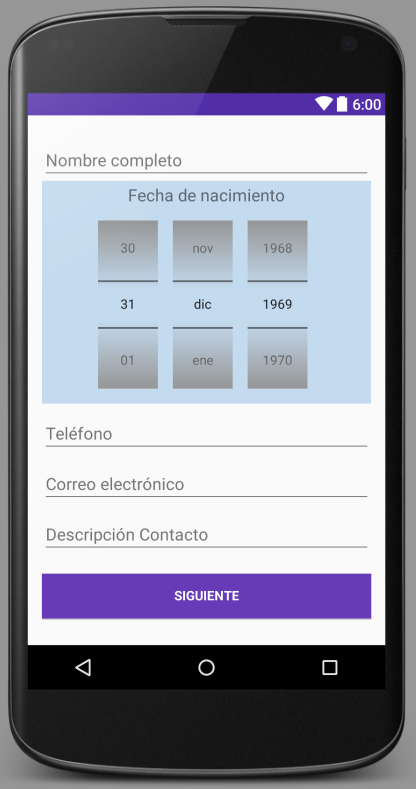 6:00
Nombre completo
Fecha de nacimiento
30 nov 1968
31 dic 1969
01 ene 1970
Teléfono
Correo electrónico
Descripción Contacto
SIGUIENTE